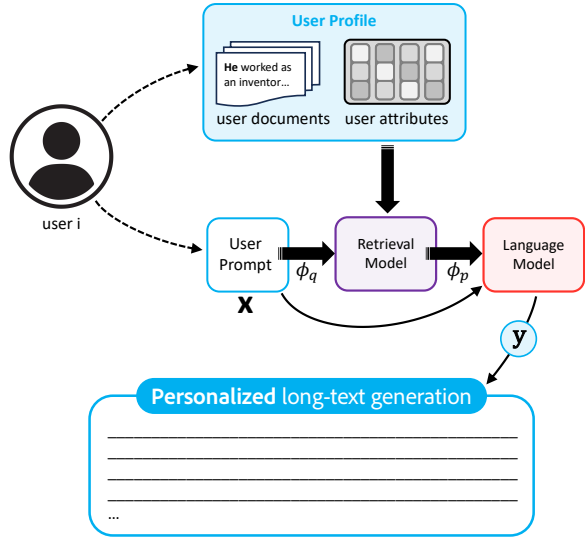 User Profile
He worked as
an inventor...
user documents
user attributes
user i
User
Prompt
x
ϕq
Retrieval
Model
ϕp
Language
Model
y
Personalized long-text generation
...